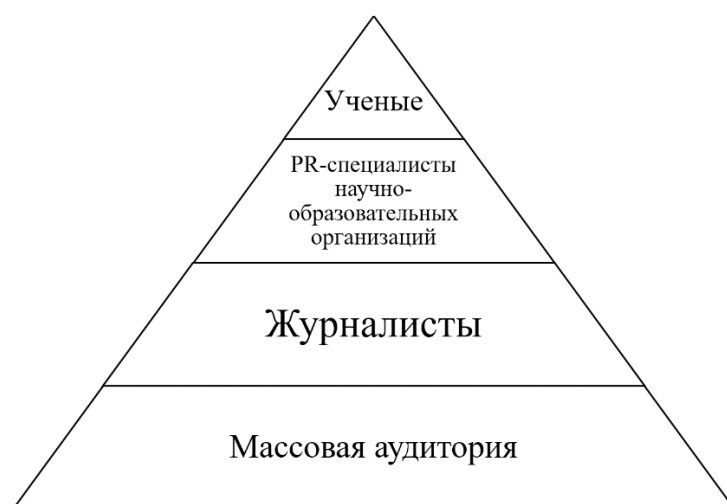 Ученые
PR-специалисты
научно-
образовательных
организаций
Журналисты
Массовая аудитория